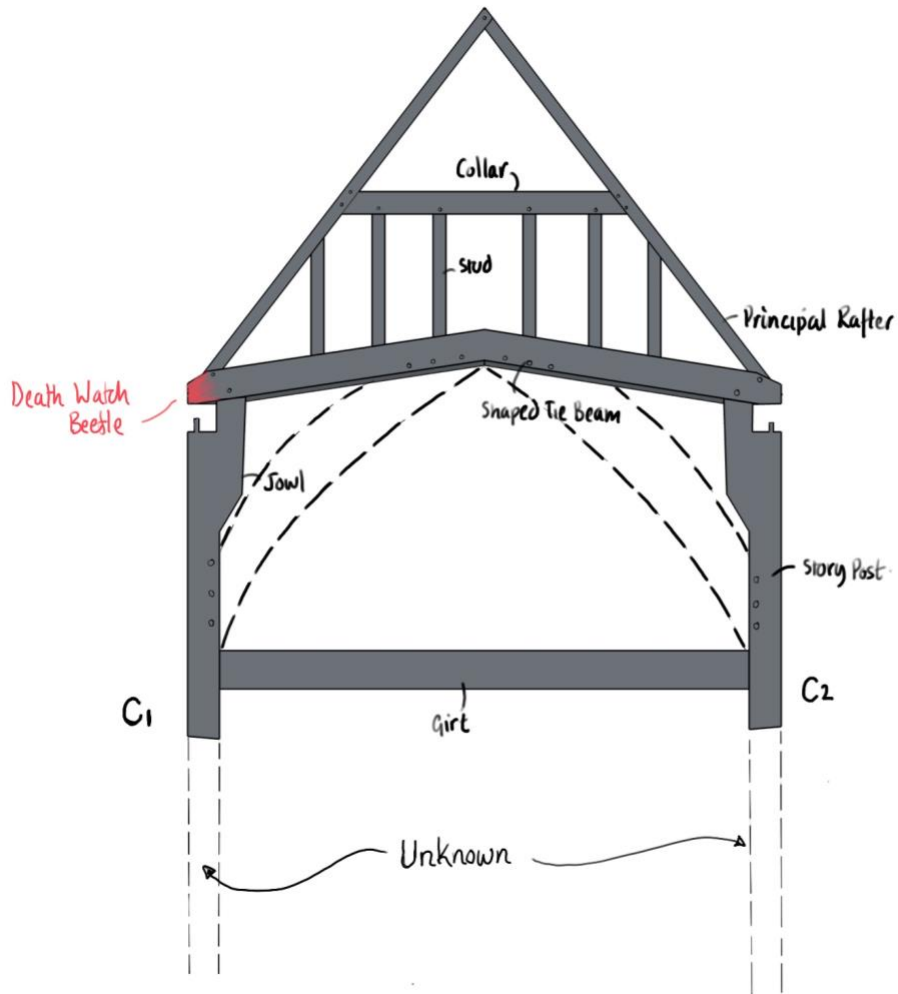 Collar
Stud
Principal Rafter
Death Watch
Beetle
Shaped Tie Beam
Jowl
Story Post
C1
C2
Girt
Unknown